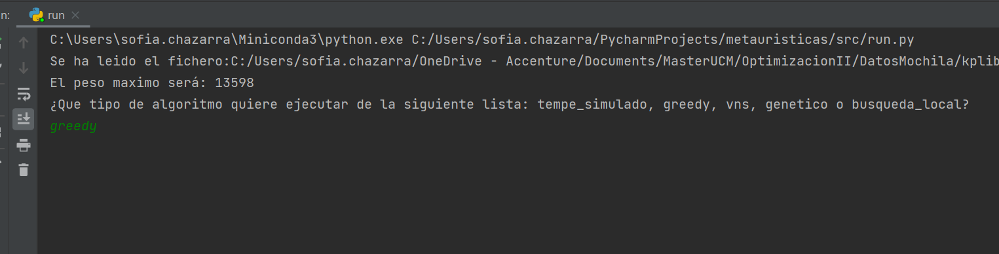 n:
run
C:\Users\sofia.chazarra\Miniconda3\python.exe C:/Users/sofia.chazarra/PycharmProjects/metauristicas/src/run.py
Se ha leido el fichero:C:/Users/sofia.chazarra/OneDrive - Accenture/Documents/MasterUCM/OptimizacionII/DatosMochila/kplib
El peso maximo será: 13598
¿Que tipo de algoritmo quiere ejecutar de la siguiente lista: tempe_simulado, greedy, vns, genetico o busqueda_local?
greedy